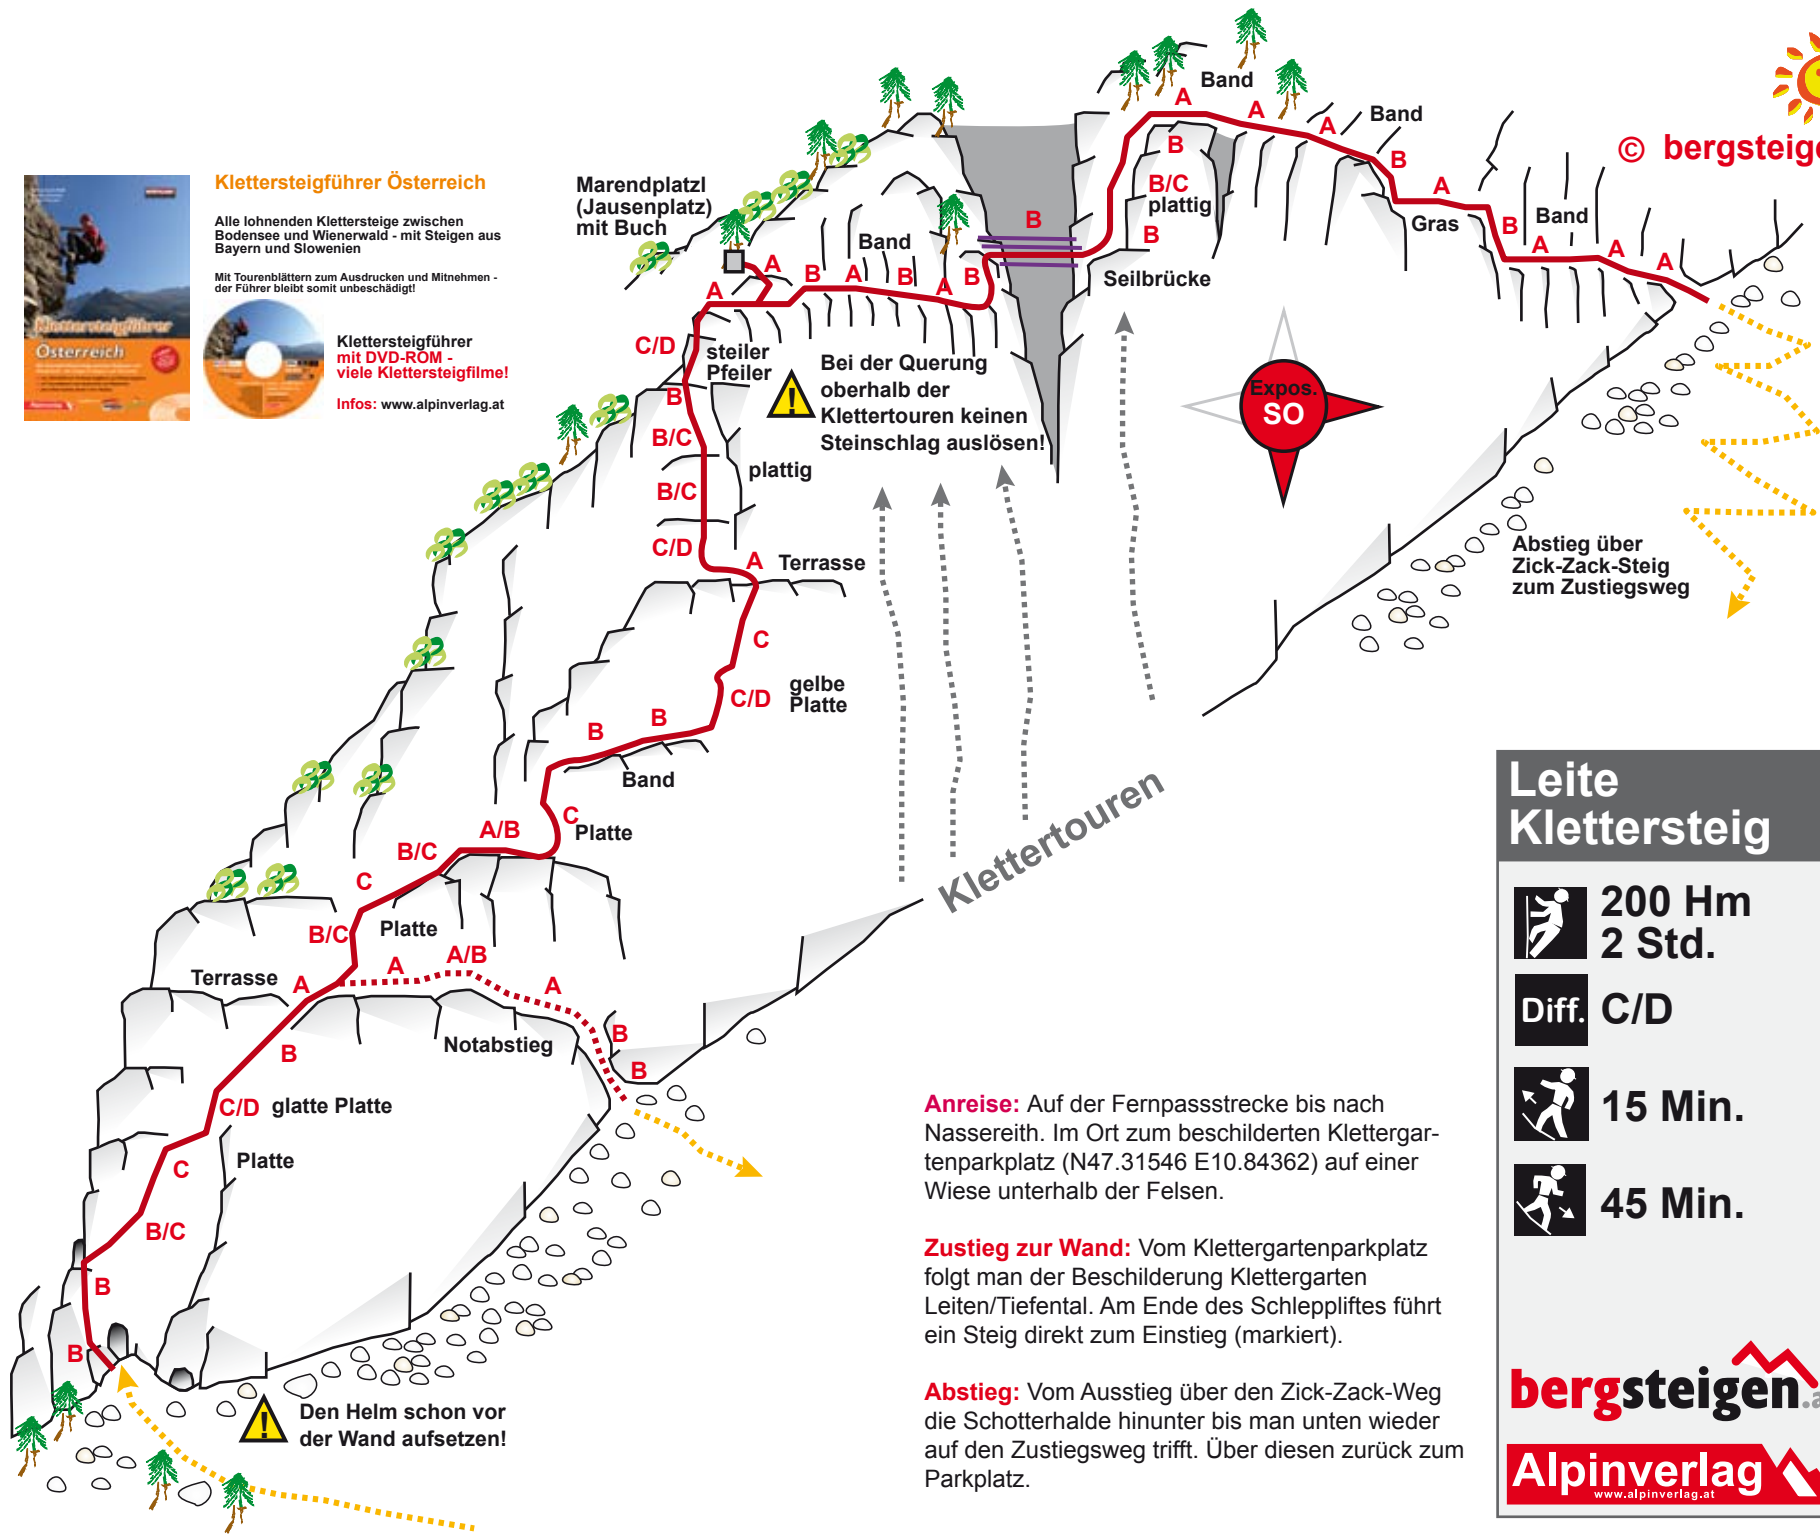 Klettersteigführer Österreich
Alle lohnenden Klettersteige zwischen
Bodensee und Wienerwald - mit Steigen aus
Bayern und Slowenien
Mit Tourenblättern zum Ausdrucken und Mitnehmen -
der Führer bleibt somit unbeschädigt!
Klettersteigführer
Österreich
Klettersteigführer
mit DVD-ROM -
viele Klettersteigfilme!
Infos: www.alpinverlag.at
© bergsteige
Marendplatzl
(Jausenplatz)
mit Buch
A
B
A
B
A
B
A
Band
B
Seilbrücke
B
B/C
plattig
B
A
Band
A
A
Band
B
A
Gras
B
Band
A
A
A
C/D
steiler
Pfeiler
B
B/C
plattig
B/C
C/D
A
Terrasse
! Bei der Querung
oberhalb der
Klettertouren keinen
Steinschlag auslösen!
Expos.
SO
Abstieg über
Zick-Zack-Steig
zum Zustiegsweg
C
C/D
gelbe
Platte
B
B
Band
C
Platte
A/B
B/C
C
B/C
Platte
Klettertouren
Terrasse
A
A
A/B
A
B
B
Notabstieg
B
C/D
glatte Platte
C
Platte
B/C
B
B
! Den Helm schon vor
der Wand aufsetzen!
Anreise: Auf der Fernpassstrecke bis nach
Nassereith. Im Ort zum beschilderten Klettergar-
tenparkplatz (N47.31546 E10.84362) auf einer
Wiese unterhalb der Felsen.
Zustieg zur Wand: Vom Klettergartenparkplatz
folgt man der Beschilderung Klettergarten
Leiten/Tiefental. Am Ende des Schleppliftes führt
ein Steig direkt zum Einstieg (markiert).
Abstieg: Vom Ausstieg über den Zick-Zack-Weg
die Schotterhalde hinunter bis man unten wieder
auf den Zustiegsweg trifft. Über diesen zurück zum
Parkplatz.
Leite
Klettersteig
200 Hm
2 Std.
Diff. C/D
15 Min.
45 Min.
bergsteigen.a
Alpinverlag
www.alpinverlag.at